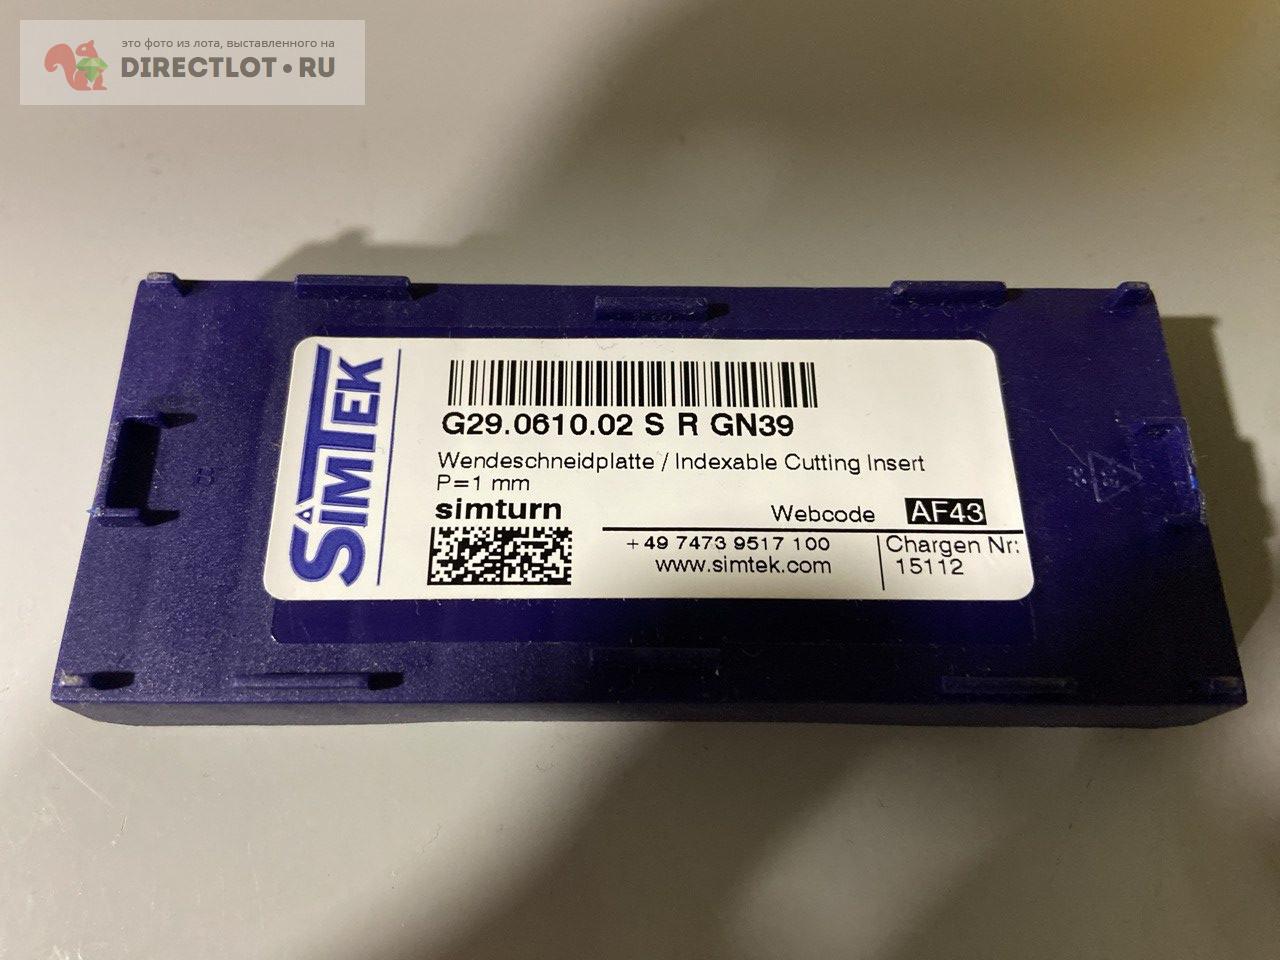 это фото из лота, выставленного на
DIRECTLOT•RU
SIMTEK
G29.0610.02 S R GN39
Wendeschneidplatte / Indexable Cutting Insert
P=1 mm
simturn
Webcode AF43
+49 7473 9517 100
www.simtek.com
Chargen Nr:
15112